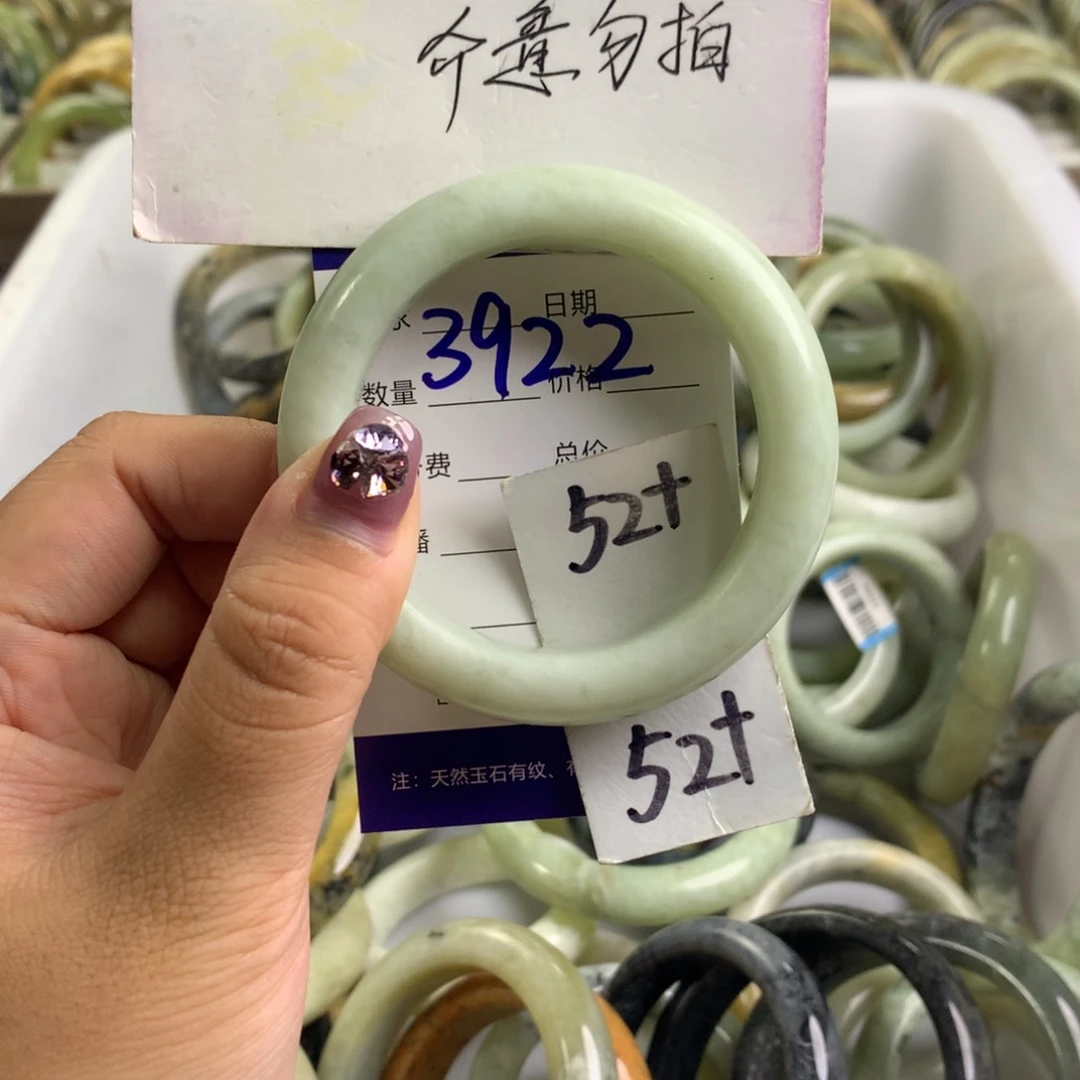 介意勿拍
3922
日期
数量
价格
费
总价
播
52+
52+
注：天然玉石有纹、